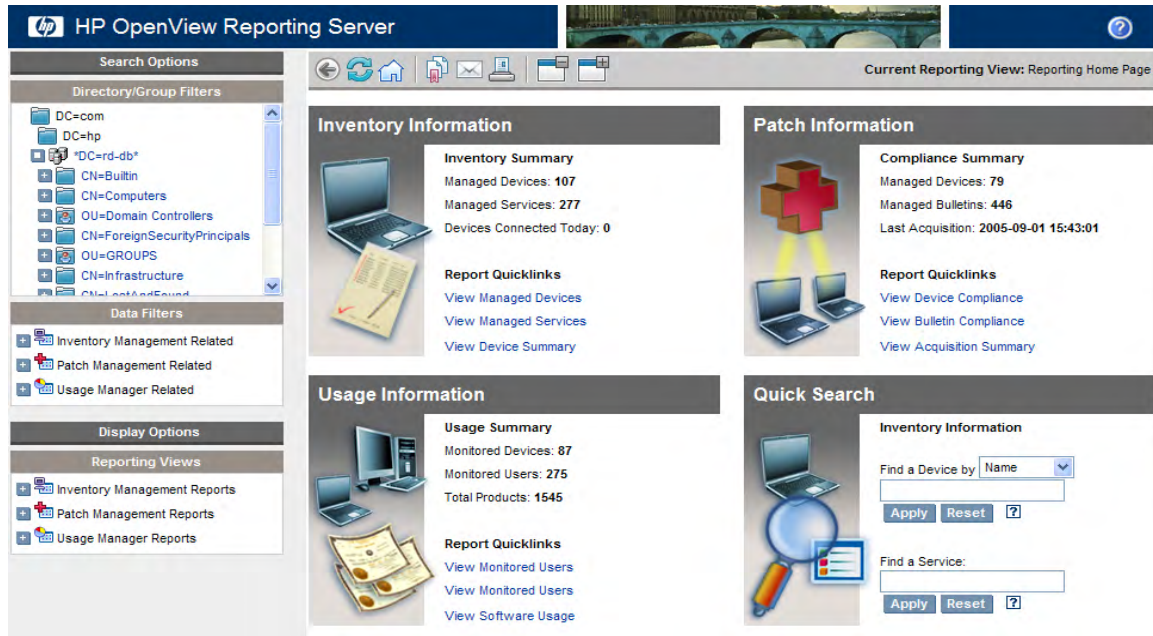 hp HP OpenView Reporting Server
?
Search Options
Directory/Group Filters
DC=com
DC=hp
*DC=rd-db*
CN=Builtin
CN=Computers
OU=Domain Controllers
CN=ForeignSecurityPrincipals
OU=GROUPS
CN=Infrastructure
CN=LostAndFound
Data Filters
Inventory Management Related
Patch Management Related
Usage Manager Related
Display Options
Reporting Views
Inventory Management Reports
Patch Management Reports
Usage Manager Reports
Current Reporting View: Reporting Home Page
Inventory Information
Inventory Summary
Managed Devices: 107
Managed Services: 277
Devices Connected Today: 0
Report Quicklinks
View Managed Devices
View Managed Services
View Device Summary
Patch Information
Compliance Summary
Managed Devices: 79
Managed Bulletins: 446
Last Acquisition: 2005-09-01 15:43:01
Report Quicklinks
View Device Compliance
View Bulletin Compliance
View Acquisition Summary
Usage Information
Usage Summary
Monitored Devices: 87
Monitored Users: 275
Total Products: 1545
Report Quicklinks
View Monitored Users
View Monitored Users
View Software Usage
Quick Search
Inventory Information
Find a Device by Name
Apply Reset ?
Find a Service:
Apply Reset ?